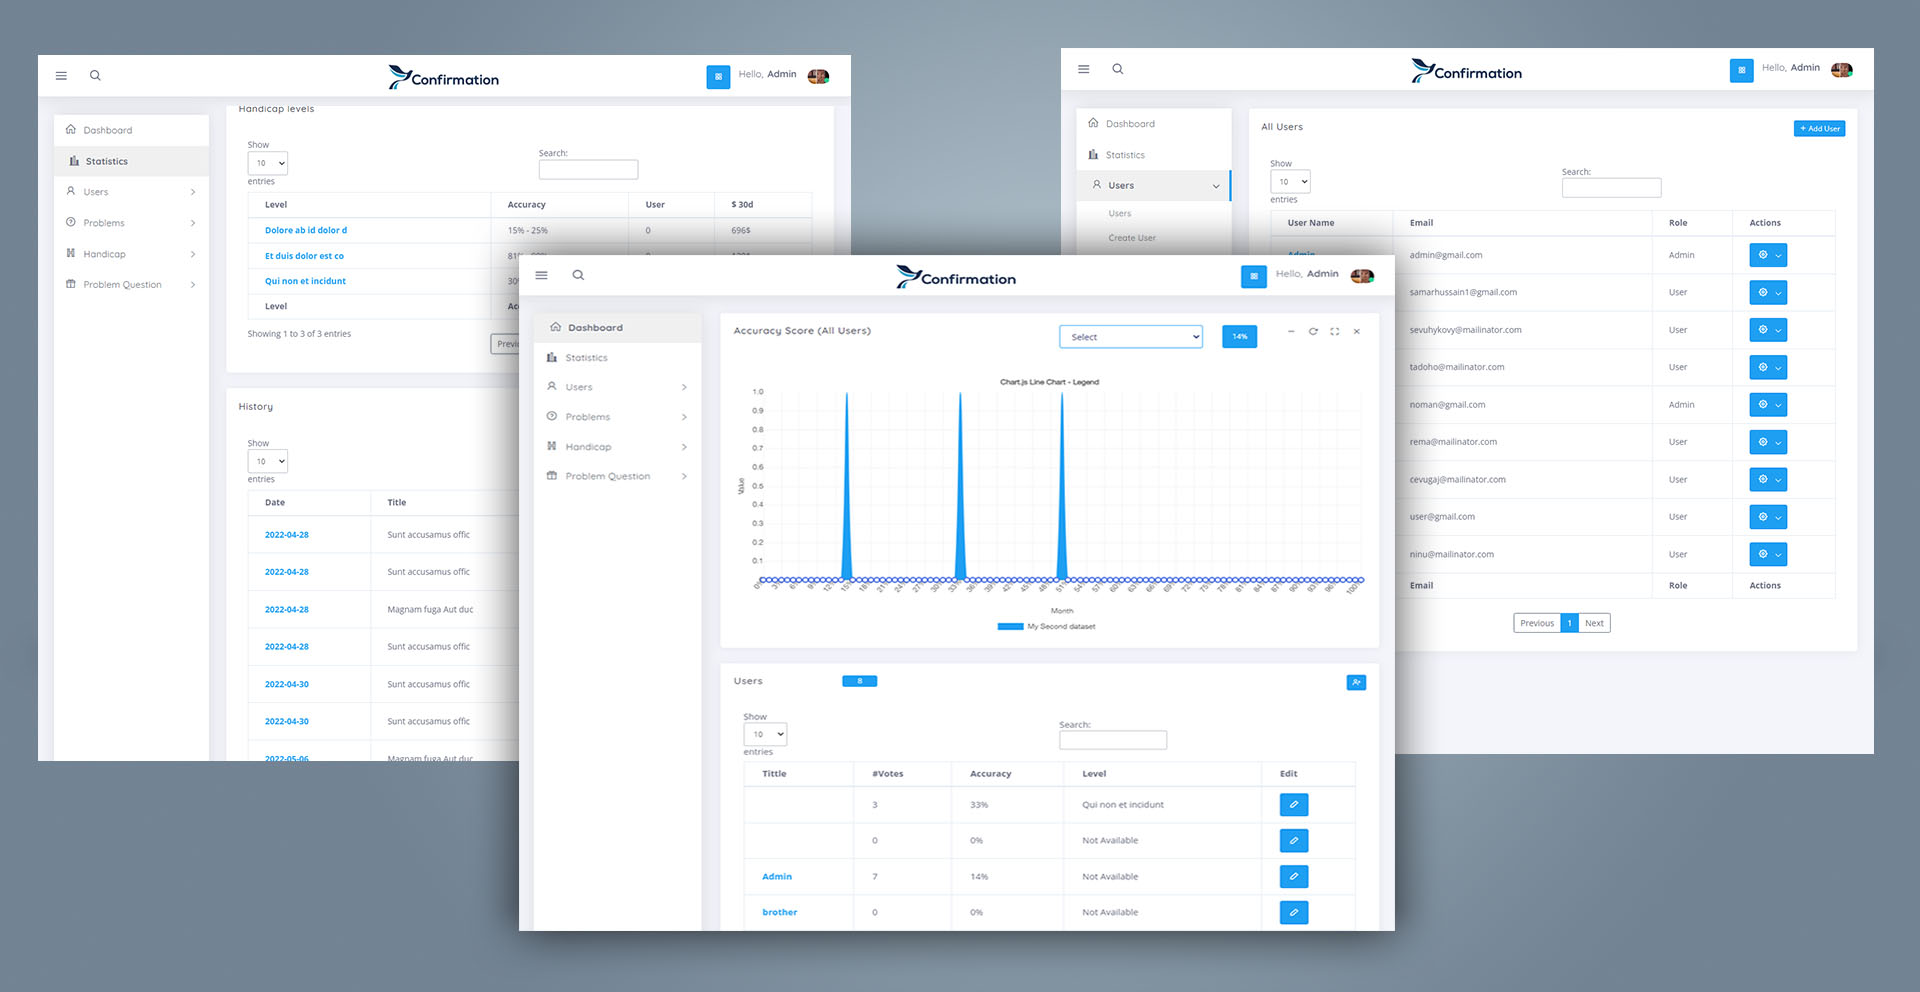 Confirmation
Hello, Admin
Dashboard
Statistics
Users
Problems
Handicap
Problem Question
Handicap levels
Show
10
entries
Search:
Level Accuracy User $ 30d
Dolore ab id dolor d 15% - 25% 0 696$
Et duis dolor est co
Qui non et incidunt
Level
Showing 1 to 3 of 3 entries
History
Show
10
entries
Date Title
2022-04-28 Sunt accusamus offic
2022-04-28 Sunt accusamus offic
2022-04-28 Magnam fuga Aut duc
2022-04-28 Sunt accusamus offic
2022-04-30 Sunt accusamus offic
2022-04-30 Sunt accusamus offic
2022-05-06 Magnam fuga Aut duc
Confirmation
Hello, Admin
Dashboard
Statistics
Users
Problems
Handicap
Problem Question
Accuracy Score (All Users)
Select
14%
Chart.js Line Chart - Legend
1.0
0.9
0.8
0.7
0.6
0.5
0.4
0.3
0.2
0.1
Value
Month
My Second dataset
Users 8
Show
10
entries
Search:
Tittle #Votes Accuracy Level Edit
3 33% Qui non et incidunt
0 0% Not Available
Admin 7 14% Not Available
brother 0 0% Not Available
Confirmation
Hello, Admin
Dashboard
Statistics
Users
Users
Create User
All Users
+ Add User
Show
10
entries
Search:
User Name Email Role Actions
Admin admin@gmail.com Admin
samarhussain1@gmail.com User
sevuhykovy@mailinator.com User
tadoho@mailinator.com User
noman@gmail.com Admin
rema@mailinator.com User
cevugaj@mailinator.com User
user@gmail.com User
ninu@mailinator.com User
Email Role Actions
Previous 1 Next